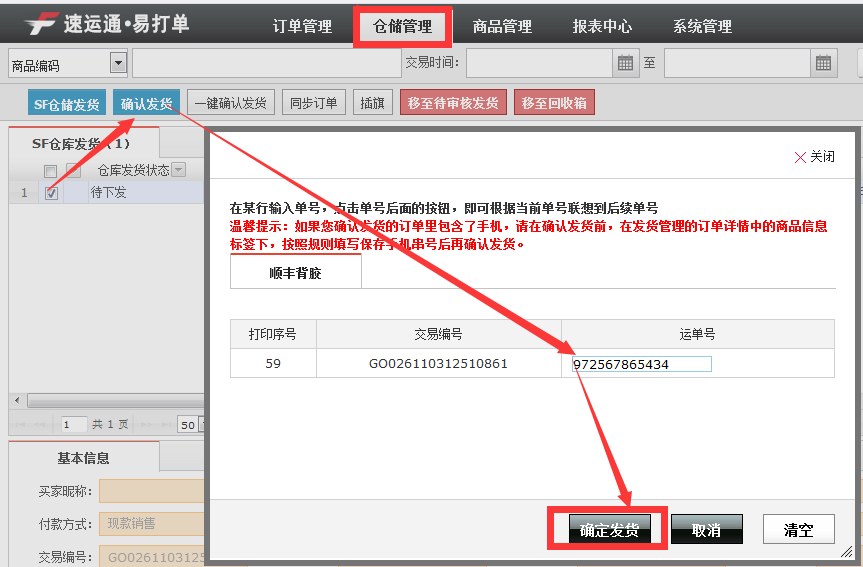 速运通·易打单
订单管理 仓储管理 商品管理 报表中心 系统管理
商品编码 交易时间: 至
SF仓储发货 确认发货 一键确认发货 同步订单 插旗 移至待审核发货 移至回收箱
SF仓库发货(1)
仓库发货状态
1 待下发
关闭
在某行输入单号，点击单号后面的按钮，即可根据当前单号联想到后续单号
温馨提示：如果您确认发货的订单里包含了手机，请在确认发货前，在发货管理的订单详情中的商品信息
标签下，按照规则填写保存手机串号后再确认发货。
顺丰背胶
打印序号 交易编号 运单号
59 GO026110312510861 972567865434
1 共 1 页 50
基本信息
买家昵称：
付款方式： 现款销售
交易编号： GO0261103125
确定发货 取消 清空